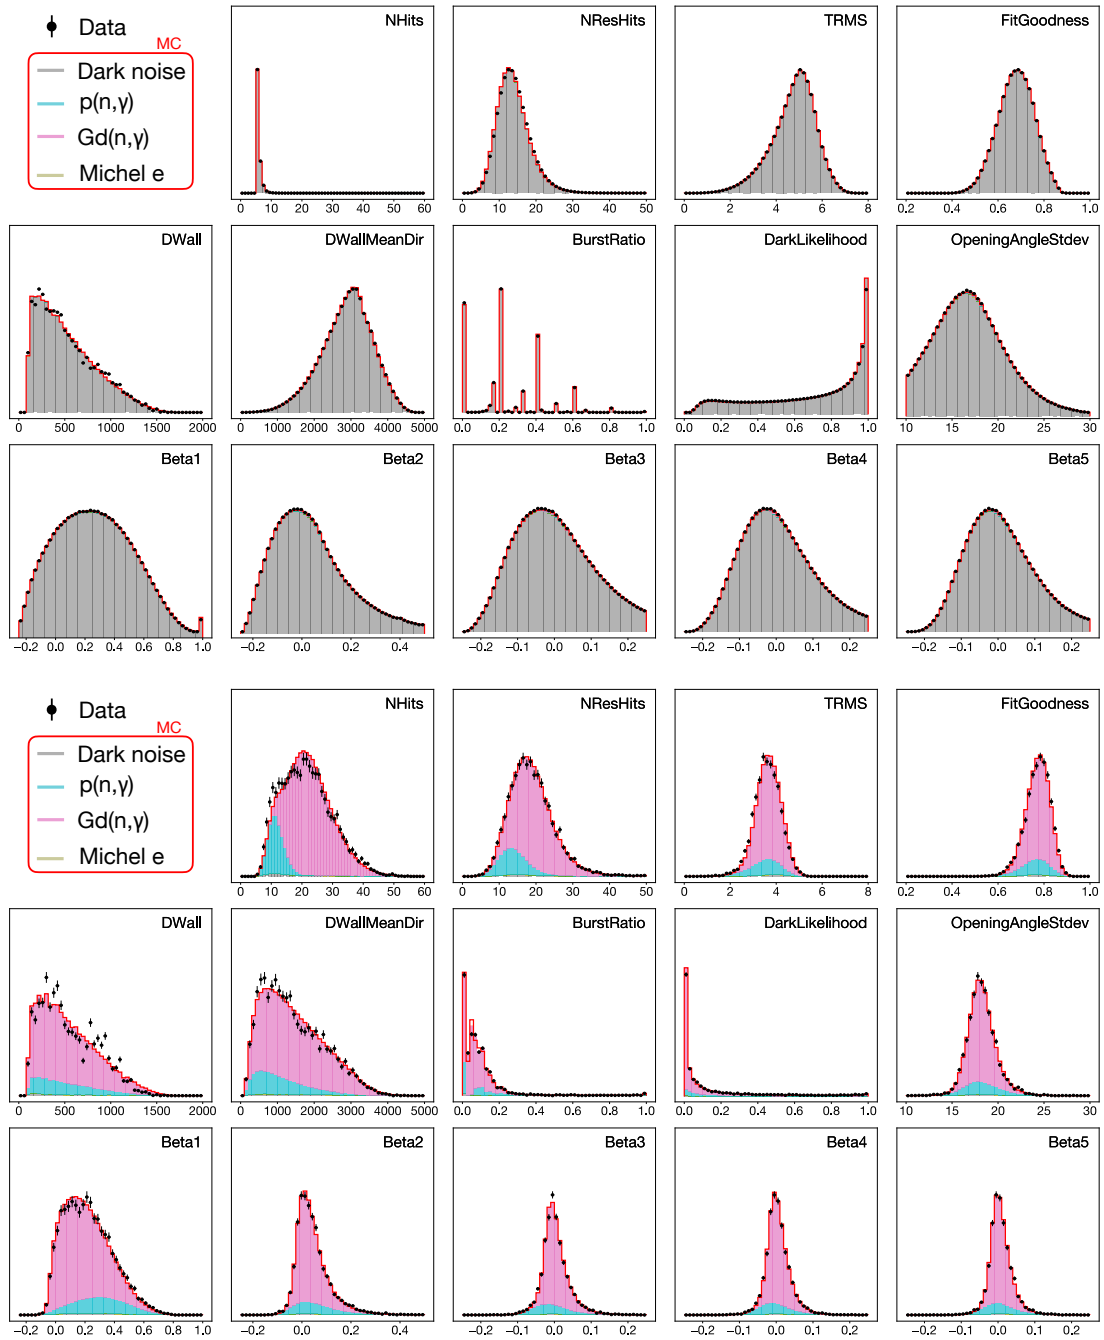 Data
MC
Dark noise
p(n,γ)
Gd(n,γ)
Michel e
NHits
0 10 20 30 40 50 60
NResHits
0 10 20 30 40 50
TRMS
0 2 4 6 8
FitGoodness
0.2 0.4 0.6 0.8 1.0
DWall
0 500 1000 1500 2000
DWallMeanDir
0 1000 2000 3000 4000 5000
BurstRatio
0.0 0.2 0.4 0.6 0.8 1.0
DarkLikelihood
0.0 0.2 0.4 0.6 0.8 1.0
OpeningAngleStdev
10 15 20 25 30
Beta1
−0.2 0.0 0.2 0.4 0.6 0.8 1.0
Beta2
−0.2 0.0 0.2 0.4
Beta3
−0.2 −0.1 0.0 0.1 0.2
Beta4
−0.2 −0.1 0.0 0.1 0.2
Beta5
−0.2 −0.1 0.0 0.1 0.2
Data
MC
Dark noise
p(n,γ)
Gd(n,γ)
Michel e
NHits
0 10 20 30 40 50 60
NResHits
0 10 20 30 40 50
TRMS
0 2 4 6 8
FitGoodness
0.2 0.4 0.6 0.8 1.0
DWall
0 500 1000 1500 2000
DWallMeanDir
0 1000 2000 3000 4000 5000
BurstRatio
0.0 0.2 0.4 0.6 0.8 1.0
DarkLikelihood
0.0 0.2 0.4 0.6 0.8 1.0
OpeningAngleStdev
10 15 20 25 30
Beta1
−0.2 0.0 0.2 0.4 0.6 0.8 1.0
Beta2
−0.2 0.0 0.2 0.4
Beta3
−0.2 −0.1 0.0 0.1 0.2
Beta4
−0.2 −0.1 0.0 0.1 0.2
Beta5
−0.2 −0.1 0.0 0.1 0.2